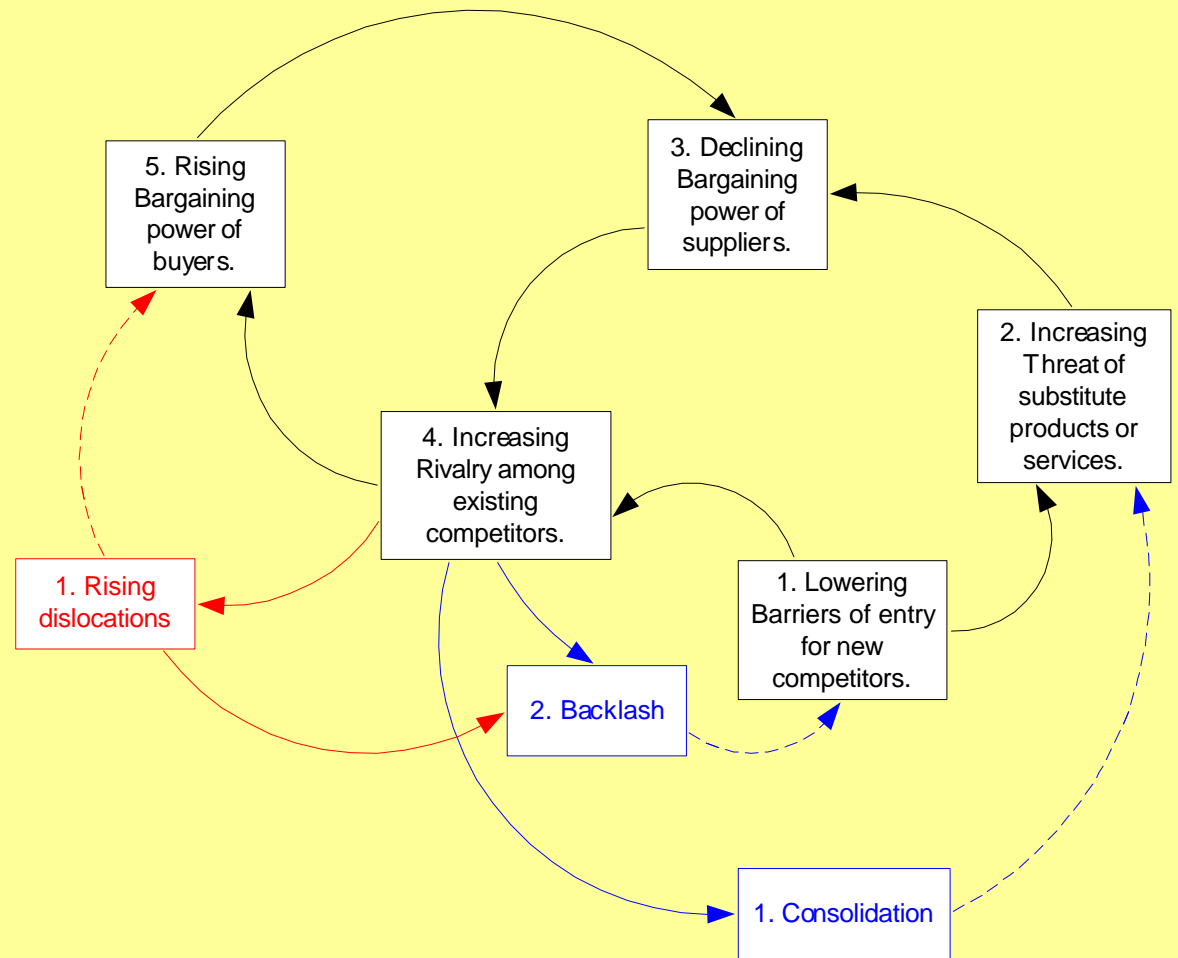 5. Rising
Bargaining
power of
buyers.
3. Declining
Bargaining
power of
suppliers.
2. Increasing
Threat of
substitute
products or
services.
4. Increasing
Rivalry among
existing
competitors.
1. Rising
dislocations
1. Lowering
Barriers of entry
for new
competitors.
2. Backlash
1. Consolidation